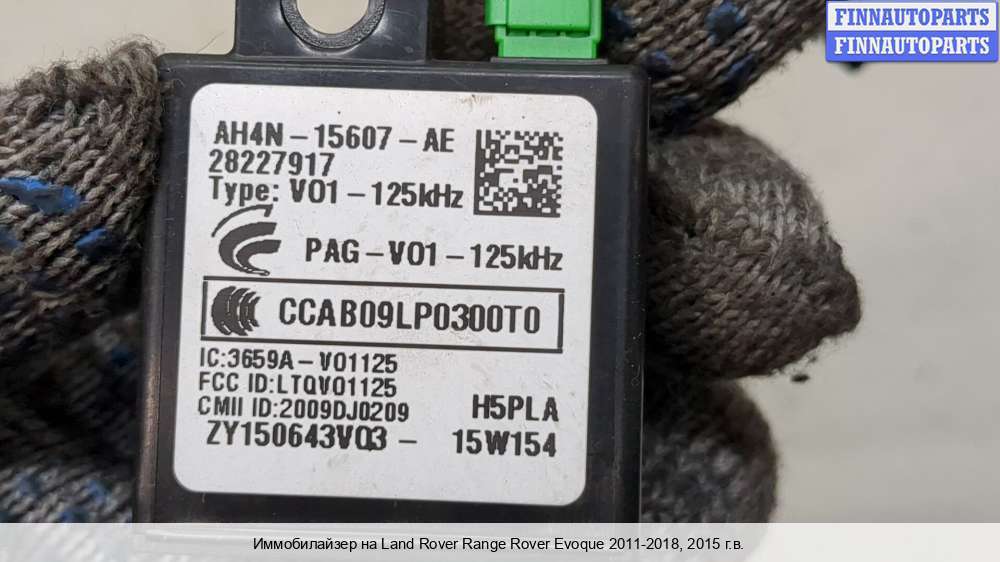 FINNAUTOPARTS
FINNAUTOPARTS
AH4N-15607-AE
28227917
Type: V01-125kHz
PAG-V01-125kHz
CCAB09LP0300T0
IC:3659A-V01125
FCC ID:LTQV01125
CMII ID:2009DJ0209
H5PLA
ZY150643V03- 15W154
Иммобилайзер на Land Rover Range Rover Evoque 2011-2018, 2015 г.в.